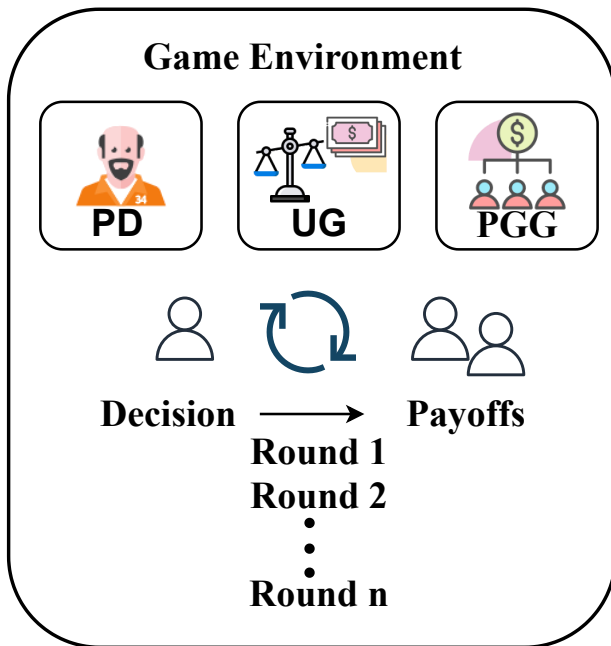 Game Environment
$
$
34
PD
UG
PGG
Decision
Payoffs
Round 1
Round 2
Round n